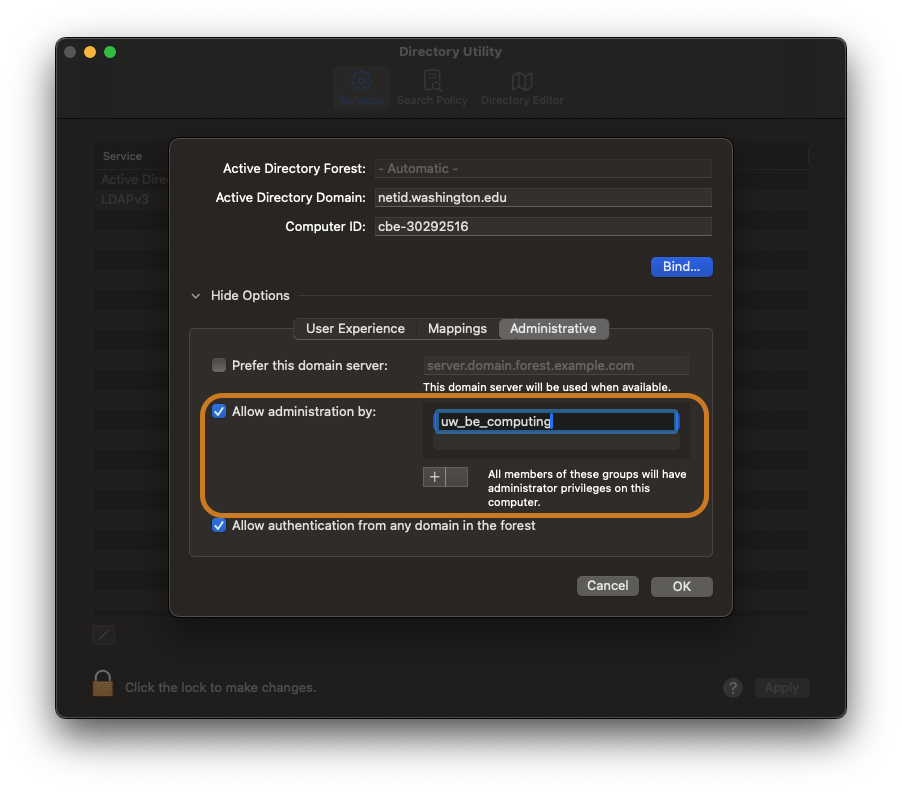 Directory Utility
Services Search Policy Directory Editor
Service
Active Dire
LDAPv3
Active Directory Forest: - Automatic -
Active Directory Domain: netid.washington.edu
Computer ID: cbe-30292516
Bind...
Hide Options
User Experience Mappings Administrative
Prefer this domain server: server.domain.forest.example.com
This domain server will be used when available.
Allow administration by: uw_be_computing
+
All members of these groups will have
administrator privileges on this
computer.
Allow authentication from any domain in the forest
Cancel OK
Click the lock to make changes. ? Apply